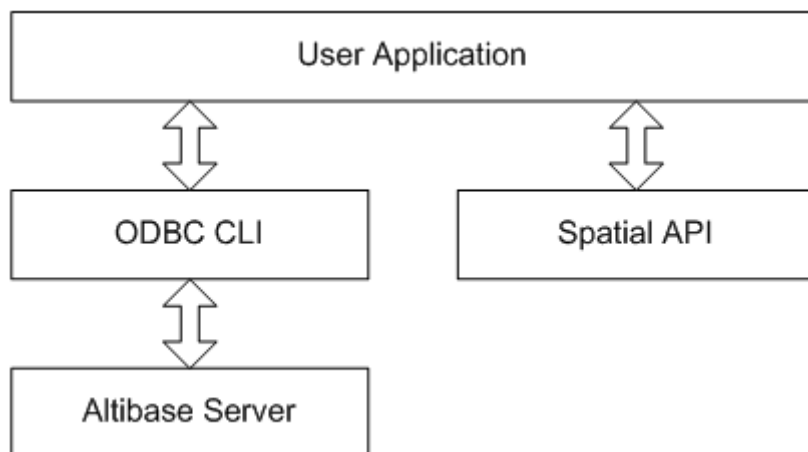 User Application
ODBC CLI
Spatial API
Altibase Server